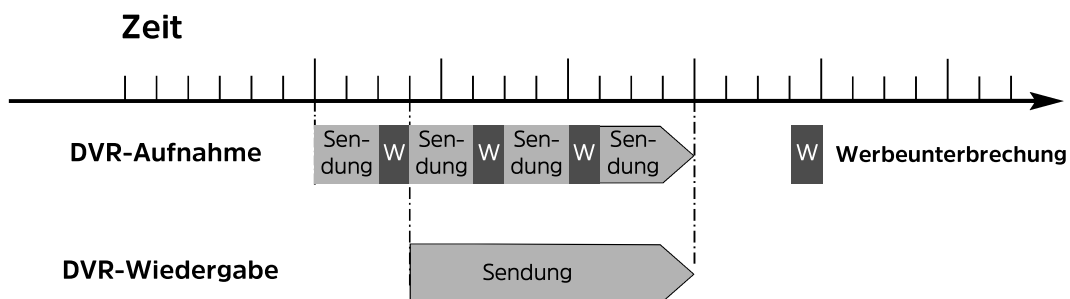 Zeit
DVR-Aufnahme
Sen-
dung
W
Sen-
dung
W
Sen-
dung
W
Sen-
dung
W Werbeunterbrechung
DVR-Wiedergabe
Sendung